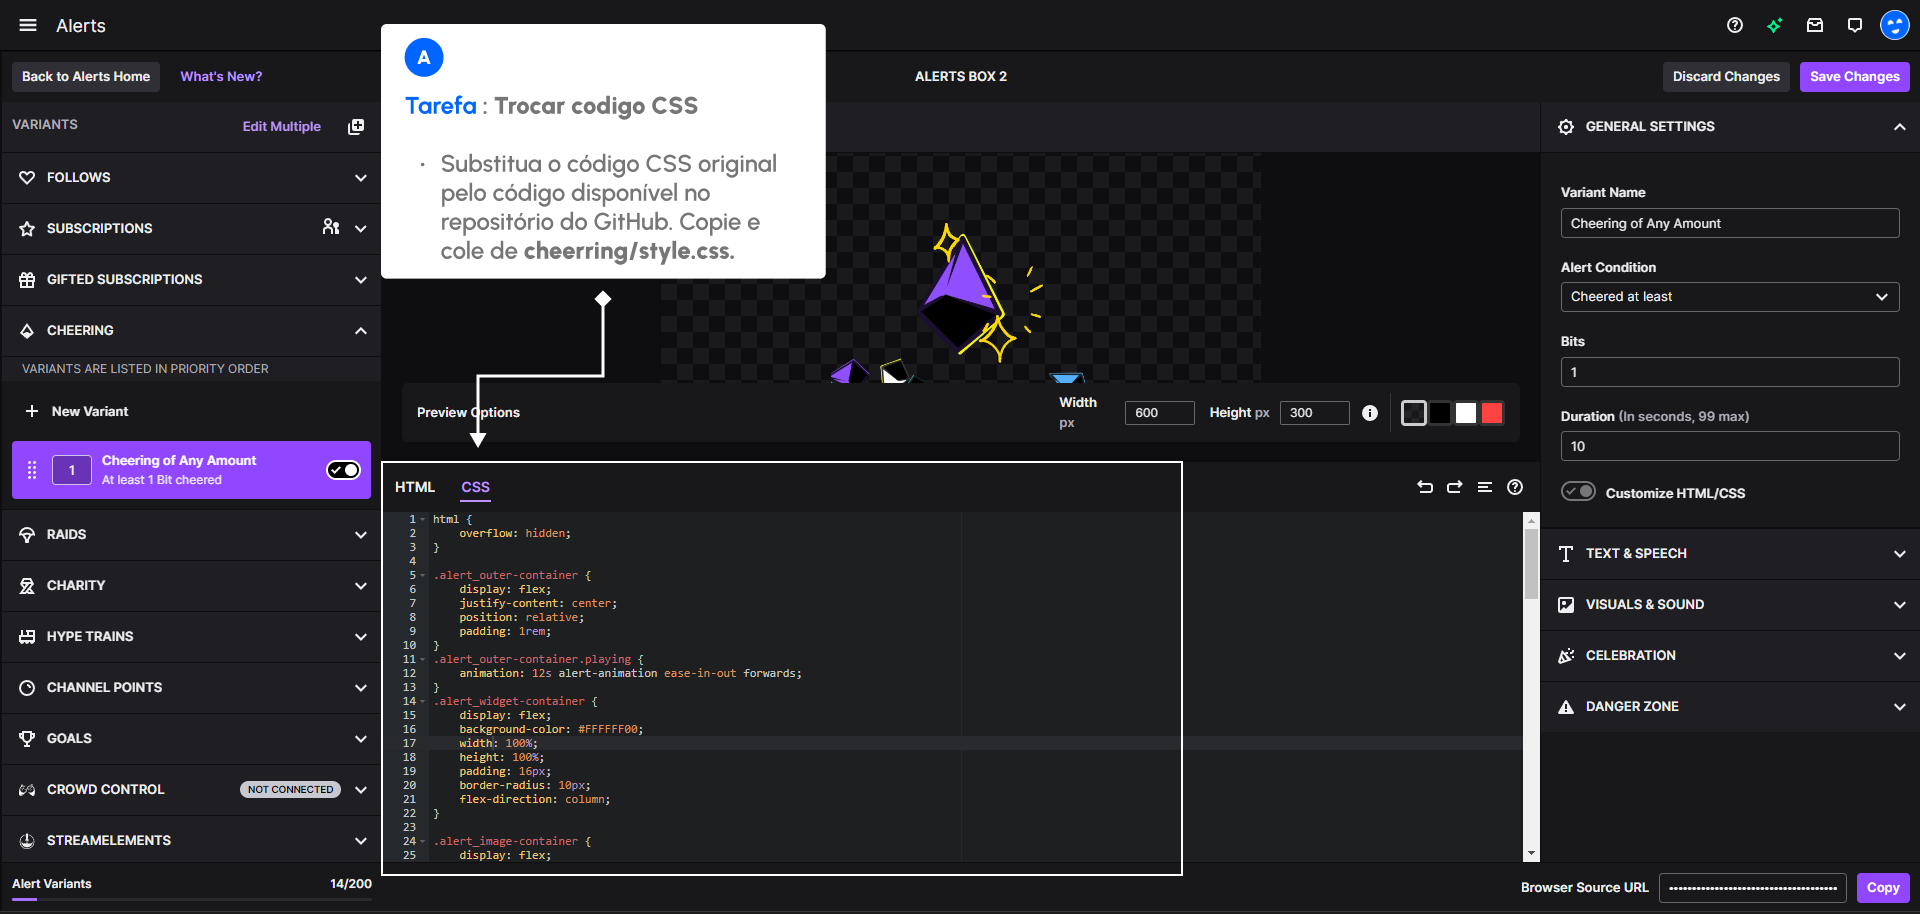 Alerts
Back to Alerts Home
What's New?
ALERTS BOX 2
Discard Changes
Save Changes
A
Tarefa : Trocar codigo CSS
· Substitua o código CSS original
pelo código disponível no
repositório do GitHub. Copie e
cole de cheerring/style.css.
VARIANTS
Edit Multiple
FOLLOWS
SUBSCRIPTIONS
GIFTED SUBSCRIPTIONS
CHEERING
VARIANTS ARE LISTED IN PRIORITY ORDER
New Variant
1
Cheering of Any Amount
At least 1 Bit cheered
RAIDS
CHARITY
HYPE TRAINS
CHANNEL POINTS
GOALS
CROWD CONTROL
NOT CONNECTED
STREAMELEMENTS
Alert Variants
14/200
Preview Options
Width
px
600
Height px
300
HTML
CSS
1 html {
2 overflow: hidden;
3 }
4
5 .alert_outer-container {
6 display: flex;
7 justify-content: center;
8 position: relative;
9 padding: 1rem;
10 }
11 .alert_outer-container.playing {
12 animation: 12s alert-animation ease-in-out forwards;
13 }
14 .alert_widget-container {
15 display: flex;
16 background-color: #FFFFFF00;
17 width: 100%;
18 height: 100%;
19 padding: 16px;
20 border-radius: 10px;
21 flex-direction: column;
22 }
23
24 .alert_image-container {
25 display: flex;
GENERAL SETTINGS
Variant Name
Cheering of Any Amount
Alert Condition
Cheered at least
Bits
1
Duration (In seconds, 99 max)
10
Customize HTML/CSS
TEXT & SPEECH
VISUALS & SOUND
CELEBRATION
DANGER ZONE
Browser Source URL
Copy